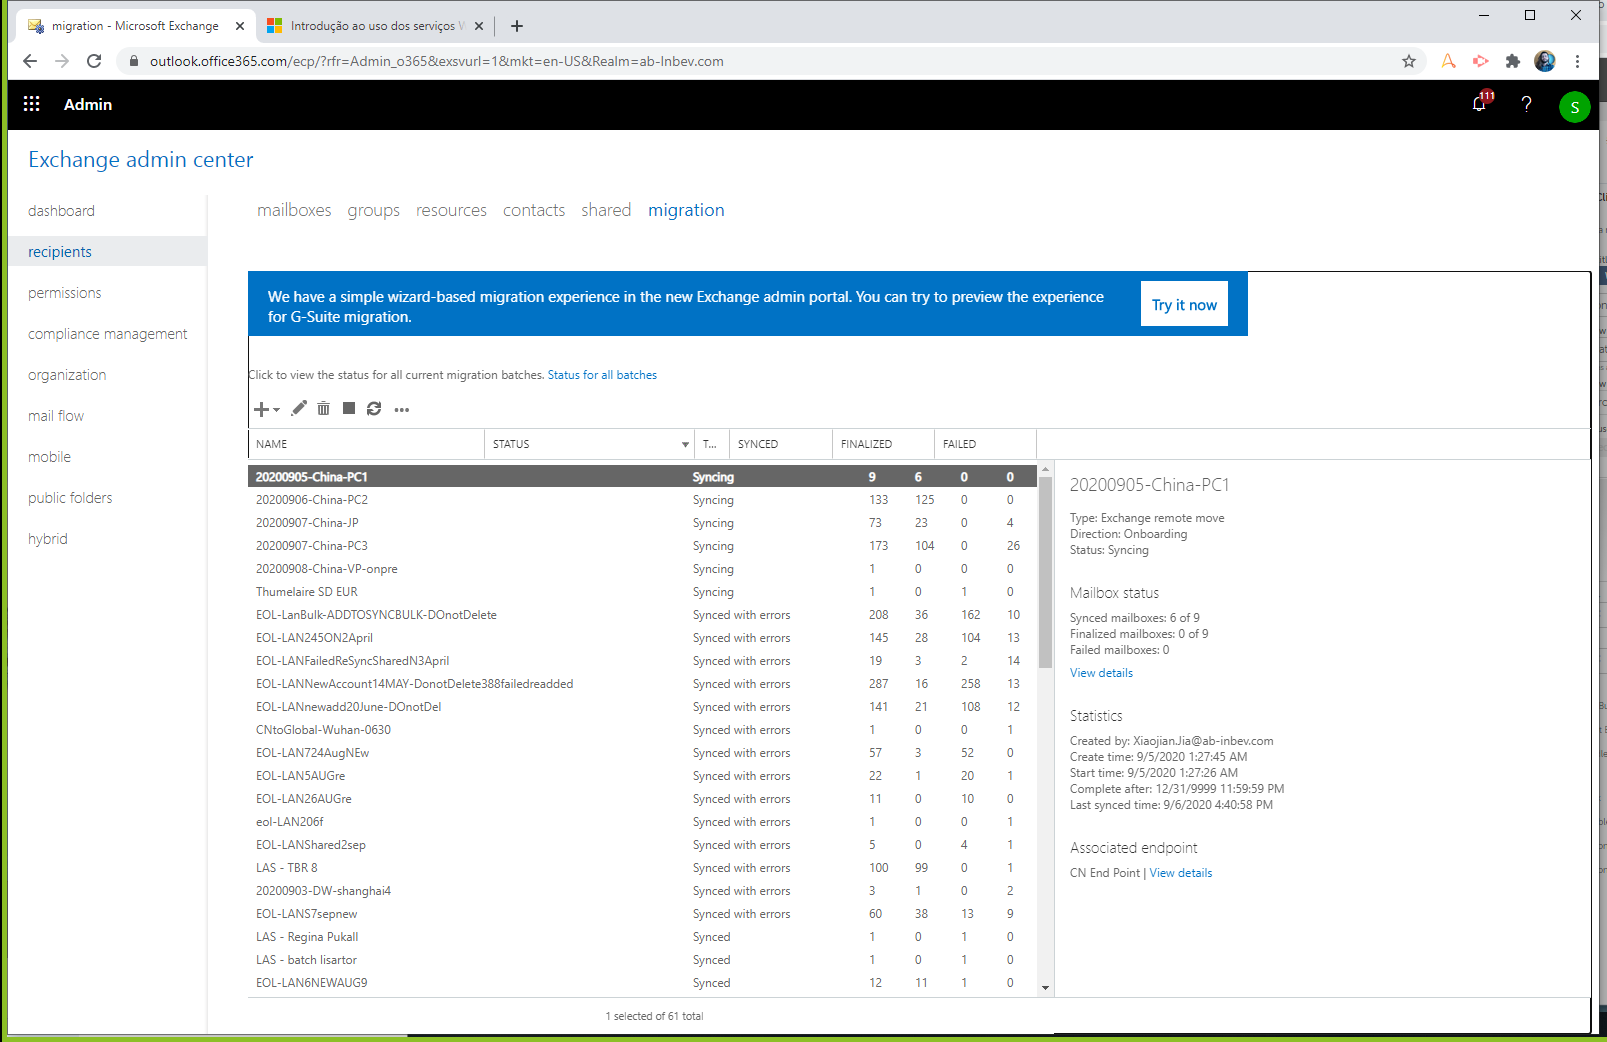 migration - Microsoft Exchange
Introdução ao uso dos serviços
outlook.office365.com/ecp/?rfr=Admin_o365&exsvurl=1&mkt=en-US&Realm=ab-Inbev.com
Admin
111
?
S
Exchange admin center
dashboard
recipients
permissions
compliance management
organization
mail flow
mobile
public folders
hybrid
mailboxes groups resources contacts shared migration
We have a simple wizard-based migration experience in the new Exchange admin portal. You can try to preview the experience
for G-Suite migration.
Try it now
Click to view the status for all current migration batches. Status for all batches
NAME STATUS T... SYNCED FINALIZED FAILED
20200905-China-PC1 Syncing 9 6 0 0
20200906-China-PC2 Syncing 133 125 0 0
20200907-China-JP Syncing 73 23 0 4
20200907-China-PC3 Syncing 173 104 0 26
20200908-China-VP-onpre Syncing 1 0 0 0
Thumelaire SD EUR Syncing 1 0 1 0
EOL-LanBulk-ADDTOSYNCBULK-DOnotDelete Synced with errors 208 36 162 10
EOL-LAN245ON2April Synced with errors 145 28 104 13
EOL-LANFailedReSyncSharedN3April Synced with errors 19 3 2 14
EOL-LANNewAccount14MAY-DonotDelete388failedreadded Synced with errors 287 16 258 13
EOL-LANnewadd20June-DOnotDel Synced with errors 141 21 108 12
CNtoGlobal-Wuhan-0630 Synced with errors 1 0 0 1
EOL-LAN724AugNEw Synced with errors 57 3 52 0
EOL-LAN5AUGre Synced with errors 22 1 20 1
EOL-LAN26AUGre Synced with errors 11 0 10 0
eol-LAN206f Synced with errors 1 0 0 1
EOL-LANShared2sep Synced with errors 5 0 4 1
LAS - TBR 8 Synced with errors 100 99 0 1
20200903-DW-shanghai4 Synced with errors 3 1 0 2
EOL-LANS7sepnew Synced with errors 60 38 13 9
LAS - Regina Pukall Synced 1 0 1 0
LAS - batch lisartor Synced 1 0 1 0
EOL-LAN6NEWAUG9 Synced 12 11 1 0
1 selected of 61 total
20200905-China-PC1
Type: Exchange remote move
Direction: Onboarding
Status: Syncing
Mailbox status
Synced mailboxes: 6 of 9
Finalized mailboxes: 0 of 9
Failed mailboxes: 0
View details
Statistics
Created by: XiaojianJia@ab-inbev.com
Create time: 9/5/2020 1:27:45 AM
Start time: 9/5/2020 1:27:26 AM
Complete after: 12/31/9999 11:59:59 PM
Last synced time: 9/6/2020 4:40:58 PM
Associated endpoint
CN End Point | View details